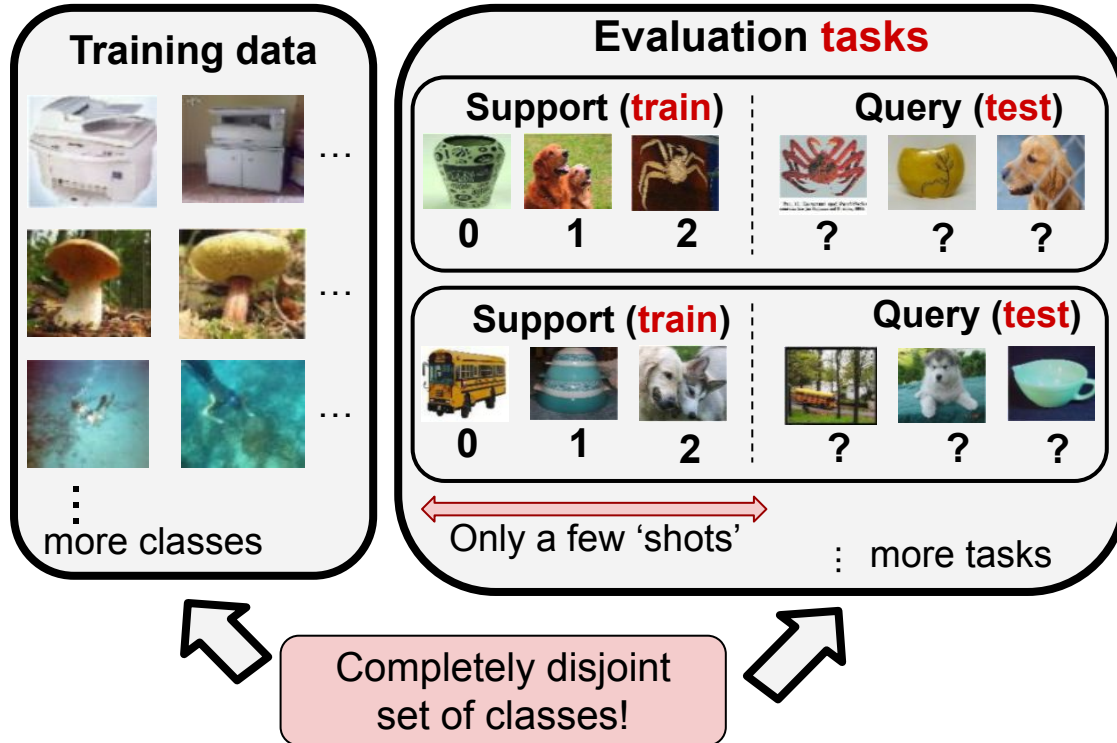 Training data
...
...
...
more classes
Evaluation tasks
Support (train)
Query (test)
0 1 2
? ? ?
Support (train)
Query (test)
0 1 2
? ? ?
Only a few ‘shots’
more tasks
Completely disjoint
set of classes!